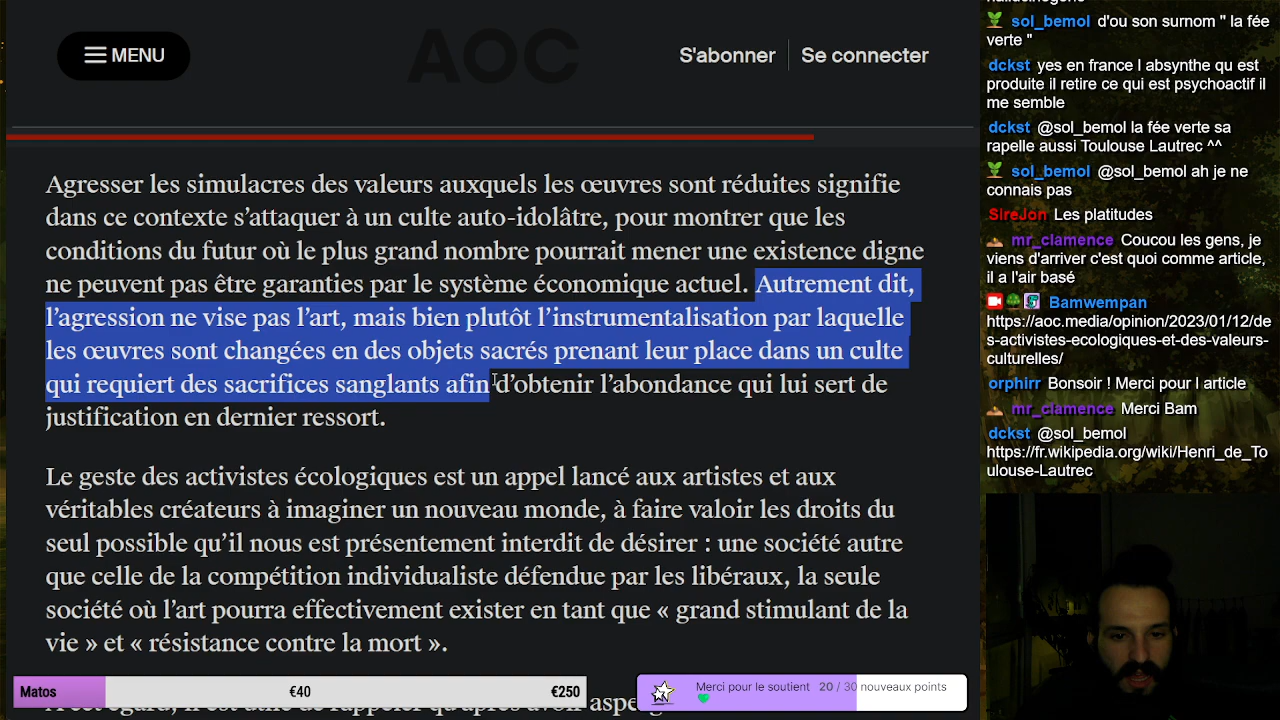 MENU
AOC
S'abonner
Se connecter
Agresser les simulacres des valeurs auxquels les œuvres sont réduites signifie
dans ce contexte s’attaquer à un culte auto-idolâtre, pour montrer que les
conditions du futur où le plus grand nombre pourrait mener une existence digne
ne peuvent pas être garanties par le système économique actuel. Autrement dit,
l’agression ne vise pas l’art, mais bien plutôt l’instrumentalisation par laquelle
les œuvres sont changées en des objets sacrés prenant leur place dans un culte
qui requiert des sacrifices sanglants afin d’obtenir l’abondance qui lui sert de
justification en dernier ressort.
Le geste des activistes écologiques est un appel lancé aux artistes et aux
véritables créateurs à imaginer un nouveau monde, à faire valoir les droits du
seul possible qu’il nous est présentement interdit de désirer : une société autre
que celle de la compétition individualiste défendue par les libéraux, la seule
société où l’art pourra effectivement exister en tant que « grand stimulant de la
vie » et « résistance contre la mort ».
Matos
€40
€250
Merci pour le soutient 20 / 30 nouveaux points
sol_bemol d'ou son surnom " la fée
verte "
dckst yes en france l absynthe qu est
produite il retire ce qui est psychoactif il
me semble
dckst @sol_bemol la fée verte sa
rapelle aussi Toulouse Lautrec ^^
sol_bemol @sol_bemol ah je ne
connais pas
SireJon Les platitudes
mr_clamence Coucou les gens, je
viens d'arriver c'est quoi comme article,
il a l'air basé
Bamwempan
https://aoc.media/opinion/2023/01/12/de
s-activistes-ecologiques-et-des-valeurs-
culturelles/
orphirr Bonsoir ! Merci pour l article
mr_clamence Merci Bam
dckst @sol_bemol
https://fr.wikipedia.org/wiki/Henri_de_To
ulouse-Lautrec